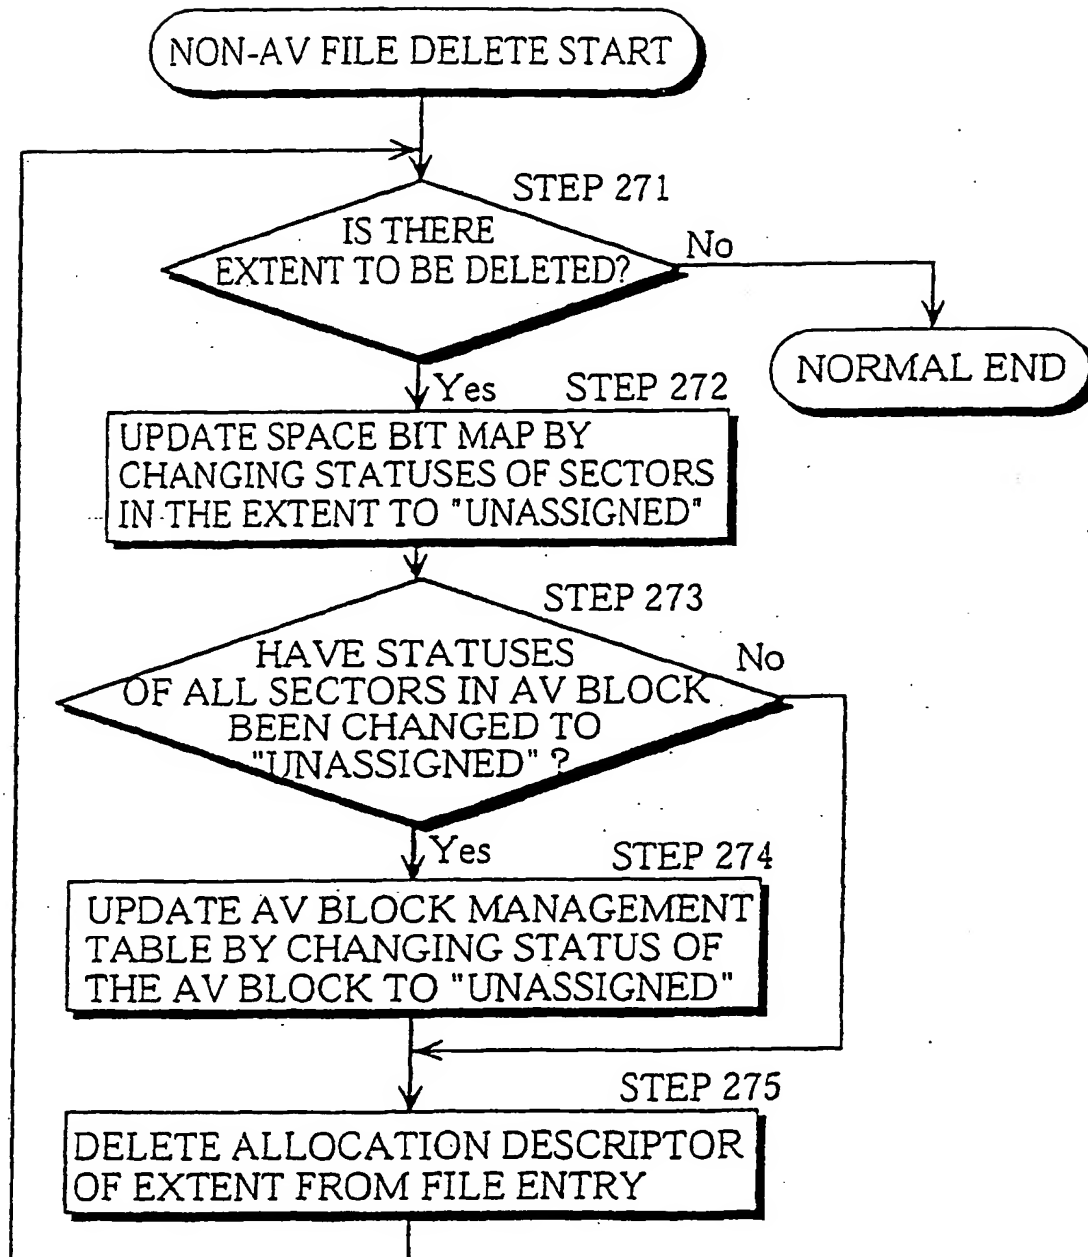 NON-AV FILE DELETE START
STEP 271
IS THERE
EXTENT TO BE DELETED?
No
NORMAL END
Yes
STEP 272
UPDATE SPACE BIT MAP BY
CHANGING STATUSES OF SECTORS
IN THE EXTENT TO "UNASSIGNED"
STEP 273
HAVE STATUSES
OF ALL SECTORS IN AV BLOCK
BEEN CHANGED TO
"UNASSIGNED" ?
No
Yes
STEP 274
UPDATE AV BLOCK MANAGEMENT
TABLE BY CHANGING STATUS OF
THE AV BLOCK TO "UNASSIGNED"
STEP 275
DELETE ALLOCATION DESCRIPTOR
OF EXTENT FROM FILE ENTRY